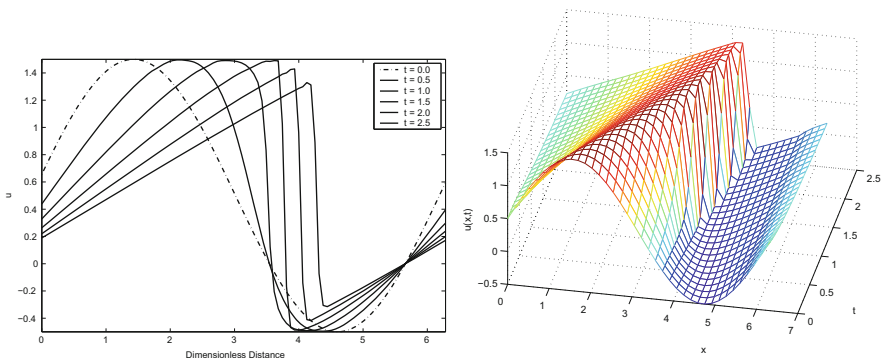 1.4
1.2
1
0.8
0.6
0.4
0.2
0
−0.2
−0.4
u
0 1 2 3 4 5 6
Dimensionless Distance
t = 0.0
t = 0.5
t = 1.0
t = 1.5
t = 2.0
t = 2.5
1.5
1
0.5
0
−0.5
u(x,t)
0 1 2 3 4 5 6 7
x
0
0.5
1
1.5
2
2.5
t